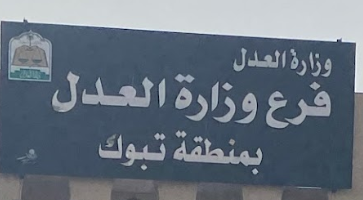 وزارة العدل
فرع وزارة العدل
بمنطقة تبوك